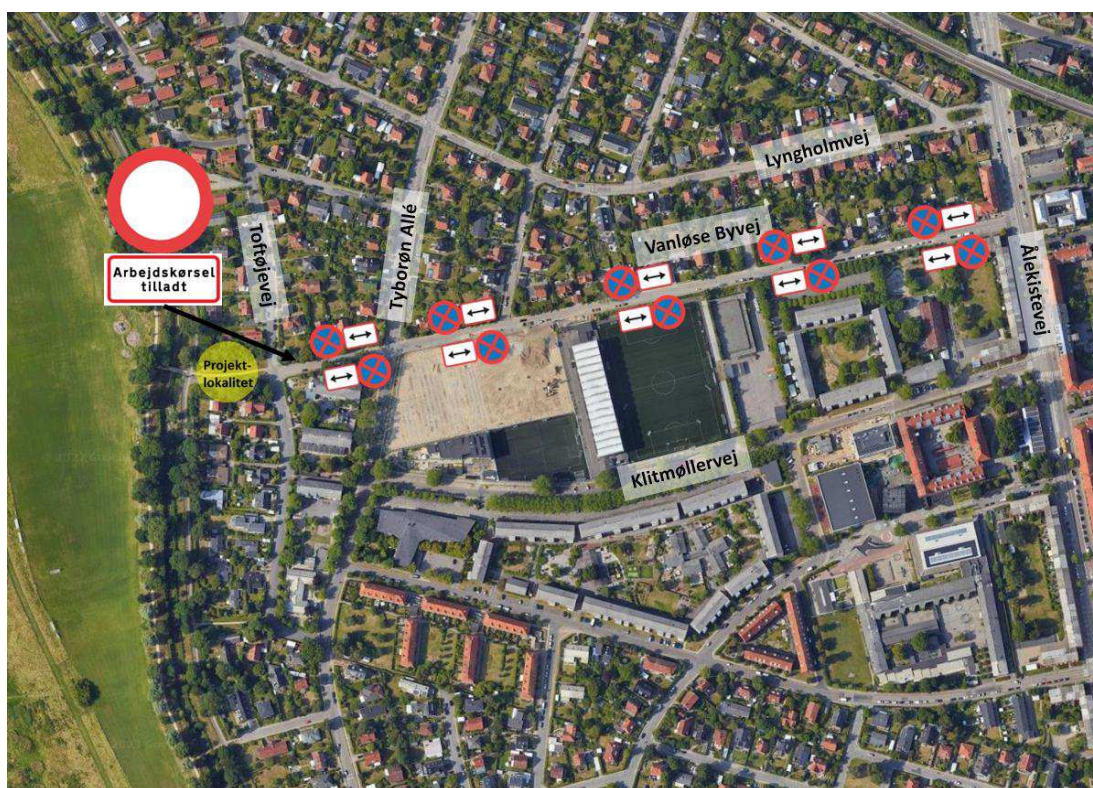 Lyngholmvej
Vanløse Byvej
Tyborøn Allé
Toftøjevej
Ålekistevej
Arbejdskørsel
tilladt
Projekt-
lokalitet
Klitmøllervej